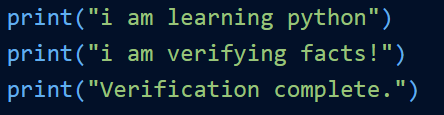 print("i am learning python")
print("i am verifying facts!")
print("Verification complete.")